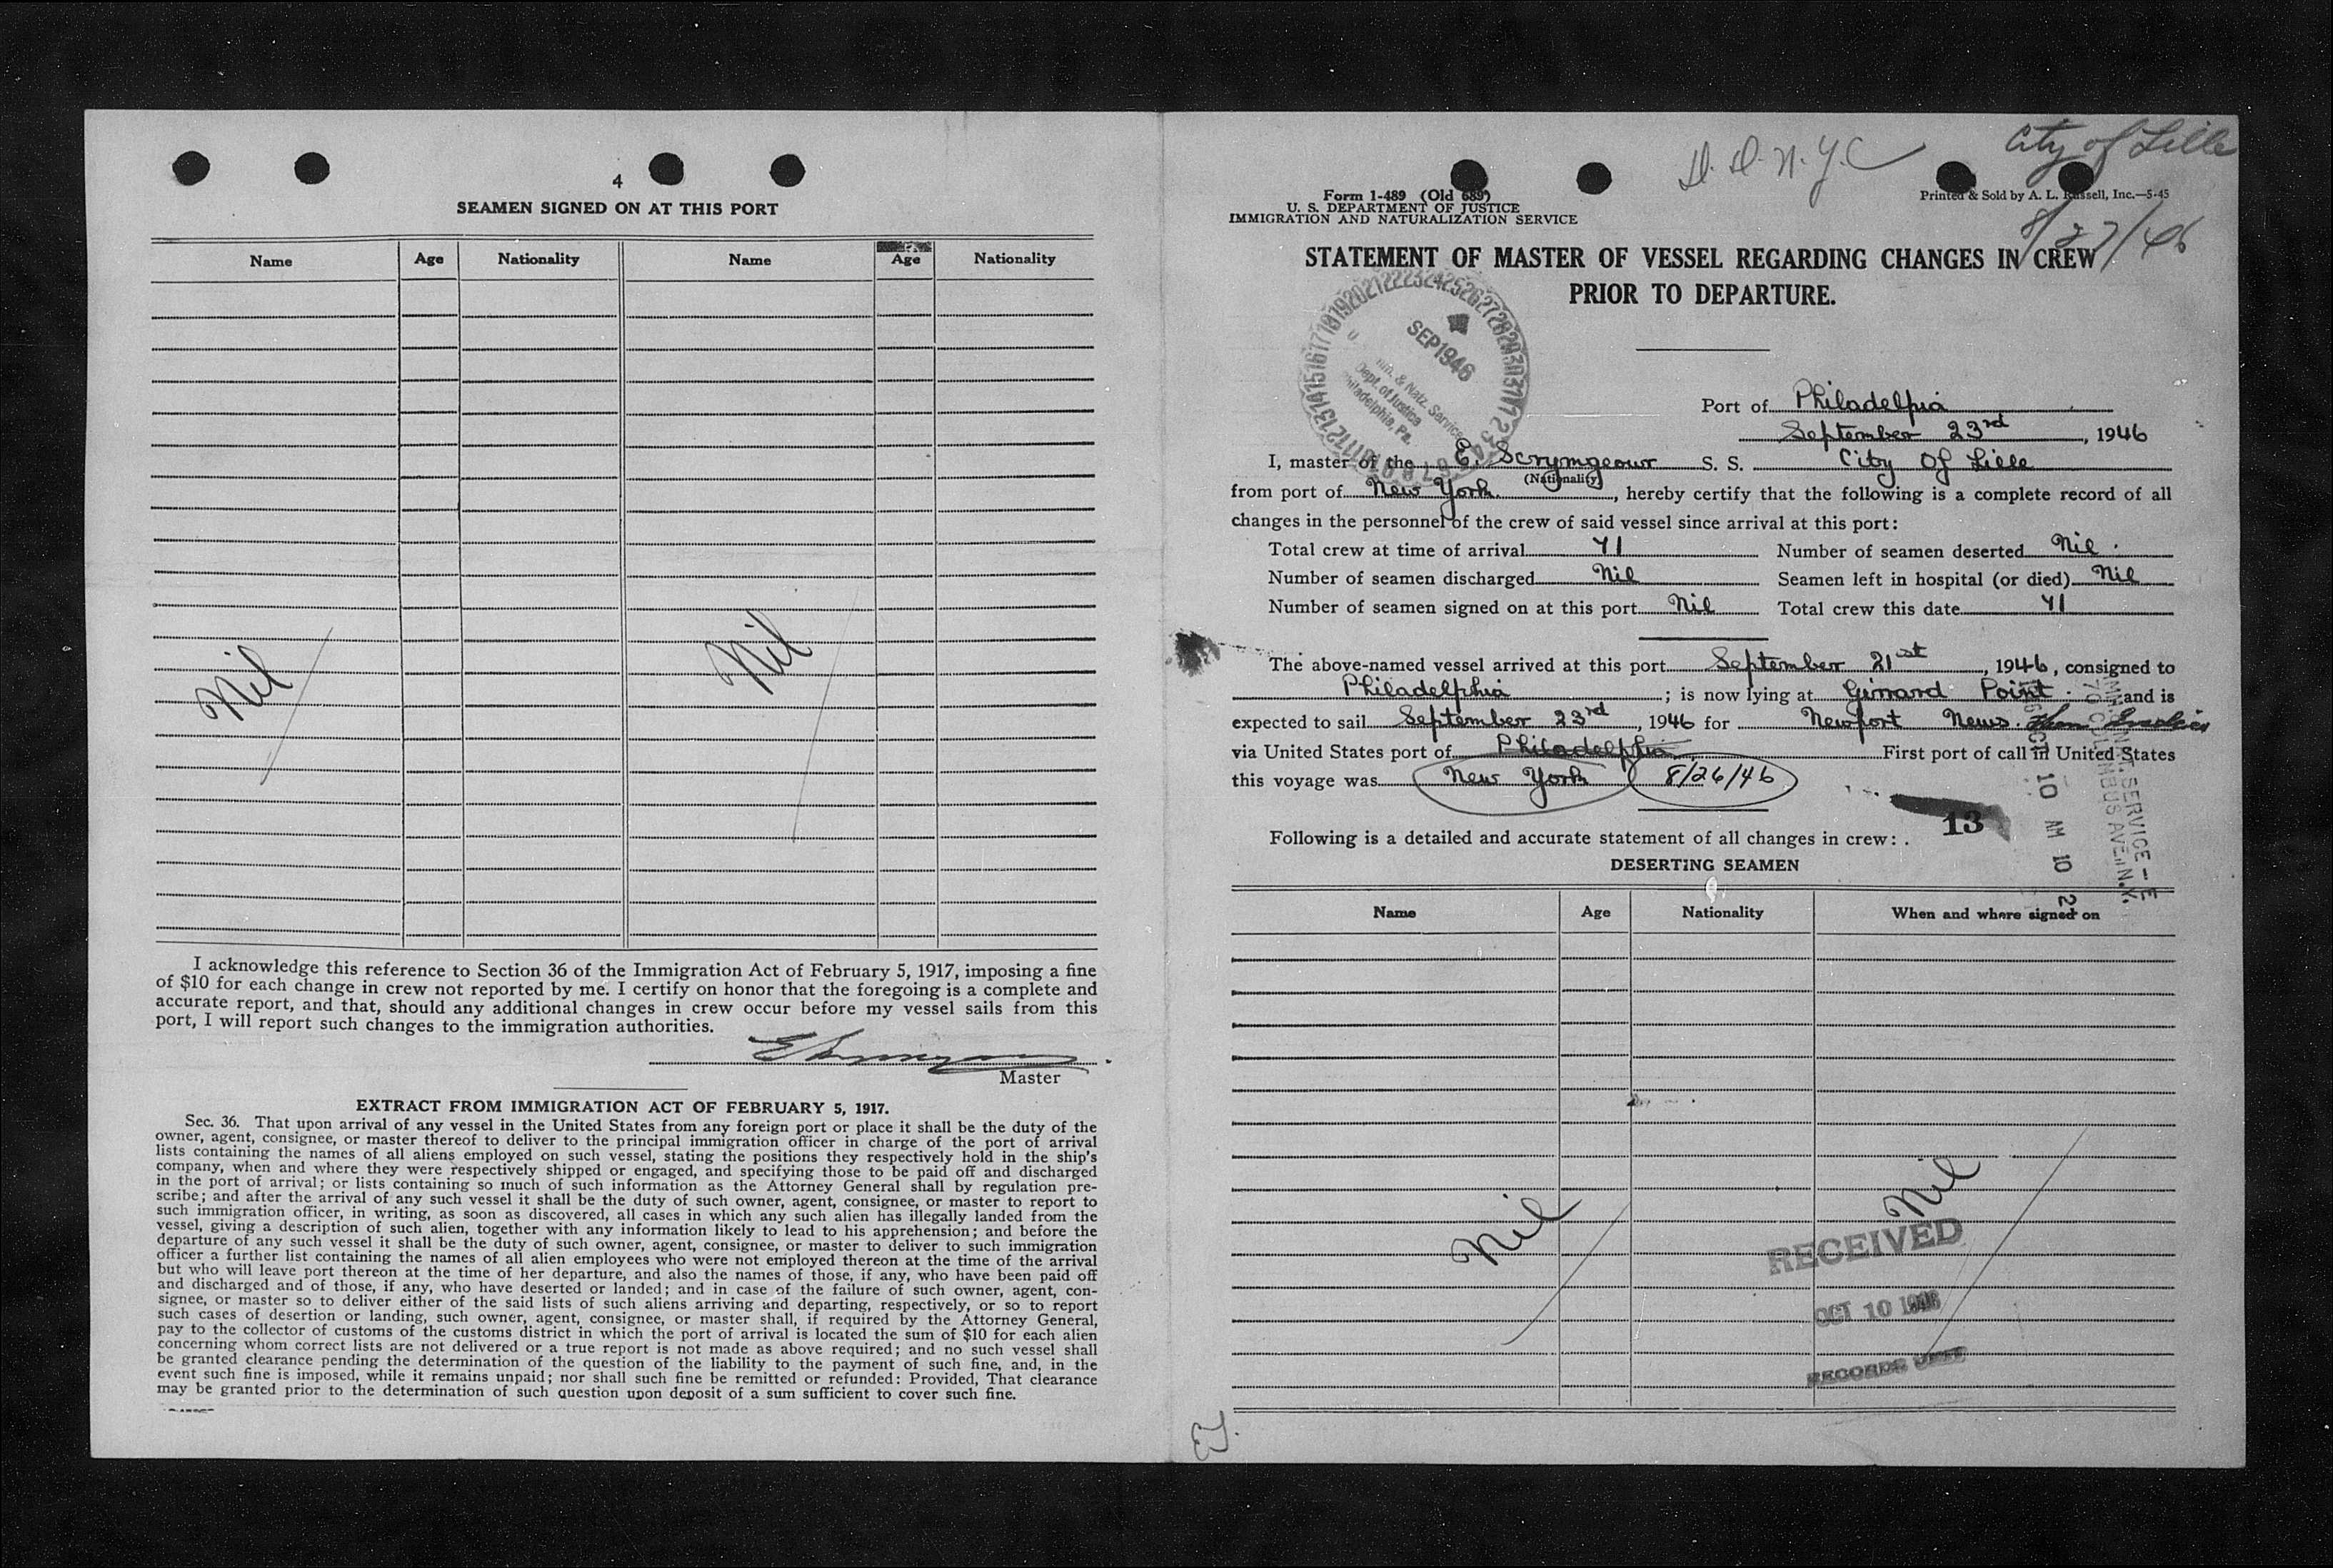 4
SEAMEN SIGNED ON AT THIS PORT
Name Age Nationality Name Age Nationality
Nil Nil
I acknowledge this reference to Section 36 of the Immigration Act of February 5, 1917, imposing a fine
of $10 for each change in crew not reported by me. I certify on honor that the foregoing is a complete and
accurate report, and that, should any additional changes in crew occur before my vessel sails from this
port, I will report such changes to the immigration authorities.
Master
EXTRACT FROM IMMIGRATION ACT OF FEBRUARY 5, 1917.
Sec. 36. That upon arrival of any vessel in the United States from any foreign port or place it shall be the duty of the
owner, agent, consignee, or master thereof to deliver to the principal immigration officer in charge of the port of arrival
lists containing the names of all aliens employed on such vessel, stating the positions they respectively hold in the ship's
company, when and where they were respectively shipped or engaged, and specifying those to be paid off and discharged
in the port of arrival; or lists containing so much of such information as the Attorney General shall by regulation pre-
scribe; and after the arrival of any such vessel it shall be the duty of such owner, agent, consignee, or master to report to
such immigration officer, in writing, as soon as discovered, all cases in which any such alien has illegally landed from the
vessel, giving a description of such alien, together with any information likely to lead to his apprehension; and before the
departure of any such vessel it shall be the duty of such owner, agent, consignee, or master to deliver to such immigration
officer a further list containing the names of all alien employees who were not employed thereon at the time of the arrival
but who will leave port thereon at the time of her departure, and also the names of those, if any, who have been paid off
and discharged and of those, if any, who have deserted or landed; and in case of the failure of such owner, agent, con-
signee, or master so to deliver either of the said lists of such aliens arriving and departing, respectively, or so to report
such cases of desertion or landing, such owner, agent, consignee, or master shall, if required by the Attorney General,
pay to the collector of customs of the customs district in which the port of arrival is located the sum of $10 for each alien
concerning whom correct lists are not delivered or a true report is not made as above required; and no such vessel shall
be granted clearance pending the determination of the question of the liability to the payment of such fine, and, in the
event such fine is imposed, while it remains unpaid; nor shall such fine be remitted or refunded: Provided, That clearance
may be granted prior to the determination of such question upon deposit of a sum sufficient to cover such fine.
City of Lille
8/27/46
D. D. N. Y. C
Form 1-489 (Old 689)
U. S. DEPARTMENT OF JUSTICE
IMMIGRATION AND NATURALIZATION SERVICE
Printed & Sold by A. L. Russell, Inc.—5-45
STATEMENT OF MASTER OF VESSEL REGARDING CHANGES IN CREW
PRIOR TO DEPARTURE.
SEP 1946
Imm. & Natz. Service
Dept. of Justice
Philadelphia, Pa.
Port of Philadelpia
September 23rd, 1946
I, master of the E. Scrymgeour S. S. City Of Lille
(Nationality)
from port of New York., hereby certify that the following is a complete record of all
changes in the personnel of the crew of said vessel since arrival at this port:
Total crew at time of arrival 71 Number of seamen deserted Nil.
Number of seamen discharged Nil Seamen left in hospital (or died) Nil
Number of seamen signed on at this port Nil Total crew this date 71
The above-named vessel arrived at this port September 21st, 1946, consigned to
Philadelphia; is now lying at Girrard Point. and is
expected to sail September 23rd, 1946 for Newport News.
via United States port of Philadelphia First port of call in United States
this voyage was New York 8/26/46
13
Following is a detailed and accurate statement of all changes in crew:
DESERTING SEAMEN
Name Age Nationality When and where signed on
Nil Nil
RECEIVED
OCT 10 1946
RECORDS UNIT